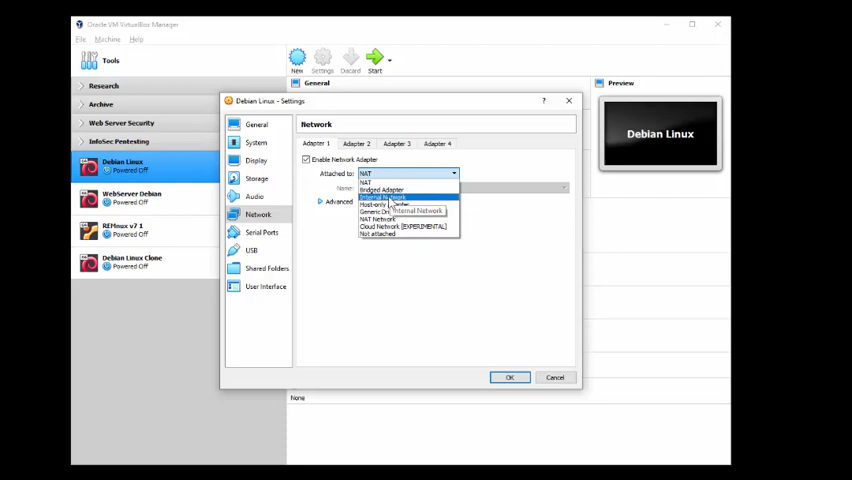 Oracle VM VirtualBox Manager
File Machine Help
Tools
New Settings Discard Start
Research
Archive
Web Server Security
InfoSec Pentesting
Debian Linux
Powered Off
WebServer Debian
Powered Off
REMnux v7 1
Powered Off
Debian Linux Clone
Powered Off
General
Preview
Debian Linux
None
Debian Linux - Settings
General
System
Display
Storage
Audio
Network
Serial Ports
USB
Shared Folders
User Interface
Network
Adapter 1 Adapter 2 Adapter 3 Adapter 4
Enable Network Adapter
Attached to: NAT
Name:
Advanced
NAT
Bridged Adapter
Internal Network
Host-only
Generic
NAT Network
Cloud Network [EXPERIMENTAL]
Not attached
Internal Network
OK Cancel